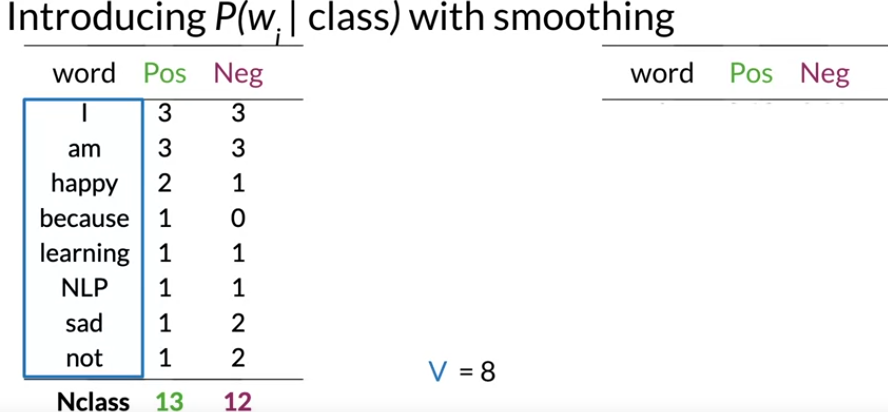 Introducing P(w_i | class) with smoothing
word Pos Neg
I 3 3
am 3 3
happy 2 1
because 1 0
learning 1 1
NLP 1 1
sad 1 2
not 1 2
Nclass 13 12
V = 8
word Pos Neg